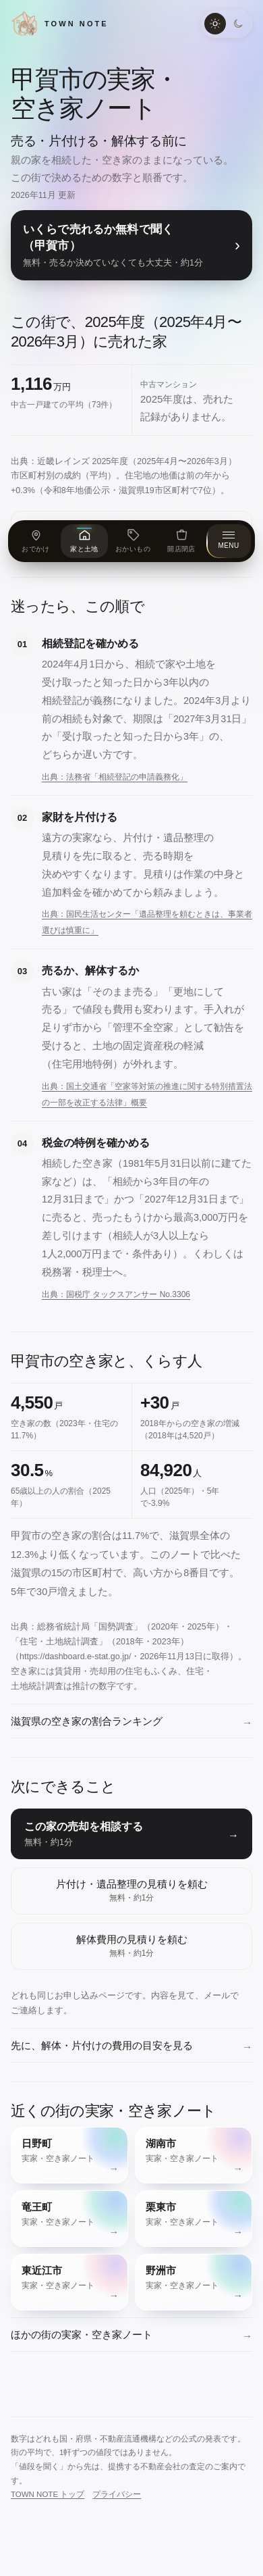 TOWN NOTE
甲賀市の実家・
空き家ノート
売る・片付ける・解体する前に
親の家を相続した・空き家のままになっている。
この街で決めるための数字と順番です。
2026年11月 更新
いくらで売れるか無料で聞く
（甲賀市）
無料・売るか決めていなくても大丈夫・約1分
›
この街で、2025年度（2025年4月〜
2026年3月）に売れた家
1,116万円
中古一戸建ての平均（73件）
中古マンション
2025年度は、売れた
記録がありません。
出典：近畿レインズ 2025年度（2025年4月〜2026年3月）
市区町村別の成約（平均）、住宅地の地価は前の年から
+0.3%（令和8年地価公示・滋賀県19市区町村で7位）。
おでかけ
家と土地
おかいもの
開店閉店
MENU
迷ったら、この順で
01
相続登記を確かめる
2024年4月1日から、相続で家や土地を
受け取ったと知った日から3年以内の
相続登記が義務になりました。2024年3月より
前の相続も対象で、期限は「2027年3月31日」
か「受け取ったと知った日から3年」の、
どちらか遅い方です。
出典：法務省「相続登記の申請義務化」
02
家財を片付ける
遠方の実家なら、片付け・遺品整理の
見積りを先に取ると、売る時期を
決めやすくなります。見積りは作業の中身と
追加料金を確かめてから頼みましょう。
出典：国民生活センター「遺品整理を頼むときは、事業者
選びは慎重に」
03
売るか、解体するか
古い家は「そのまま売る」「更地にして
売る」で値段も費用も変わります。手入れが
足りず市から「管理不全空家」として勧告を
受けると、土地の固定資産税の軽減
（住宅用地特例）が外れます。
出典：国土交通省「空家等対策の推進に関する特別措置法
の一部を改正する法律」概要
04
税金の特例を確かめる
相続した空き家（1981年5月31日以前に建てた
家など）は、「相続から3年目の年の
12月31日まで」かつ「2027年12月31日まで」
に売ると、売ったもうけから最高3,000万円を
差し引けます（相続人が3人以上なら
1人2,000万円まで・条件あり）。くわしくは
税務署・税理士へ。
出典：国税庁 タックスアンサー No.3306
甲賀市の空き家と、くらす人
4,550戸
空き家の数（2023年・住宅の
11.7%）
+30戸
2018年からの空き家の増減
（2018年は4,520戸）
30.5%
65歳以上の人の割合（2025
年）
84,920人
人口（2025年）・5年
で-3.9%
甲賀市の空き家の割合は11.7%で、滋賀県全体の
12.3%より低くなっています。このノートで比べた
滋賀県の15の市区町村で、高い方から8番目です。
5年で30戸増えました。
出典：総務省統計局「国勢調査」（2020年・2025年）・
「住宅・土地統計調査」（2018年・2023年）
（https://dashboard.e-stat.go.jp/・2026年11月13日に取得）。
空き家には賃貸用・売却用の住宅もふくみ、住宅・
土地統計調査は推計の数字です。
滋賀県の空き家の割合ランキング
→
次にできること
この家の売却を相談する
無料・約1分
→
片付け・遺品整理の見積りを頼む
無料・約1分
解体費用の見積りを頼む
無料・約1分
どれも同じお申し込みページです。内容を見て、メールで
ご連絡します。
先に、解体・片付けの費用の目安を見る
→
近くの街の実家・空き家ノート
日野町
実家・空き家ノート
→
湖南市
実家・空き家ノート
→
竜王町
実家・空き家ノート
→
栗東市
実家・空き家ノート
→
東近江市
実家・空き家ノート
→
野洲市
実家・空き家ノート
→
ほかの街の実家・空き家ノート
→
数字はどれも国・府県・不動産流通機構などの公式の発表です。
街の平均で、1軒ずつの値段ではありません。
「値段を聞く」から先は、提携する不動産会社の査定のご案内で
す。
TOWN NOTE トップ プライバシー